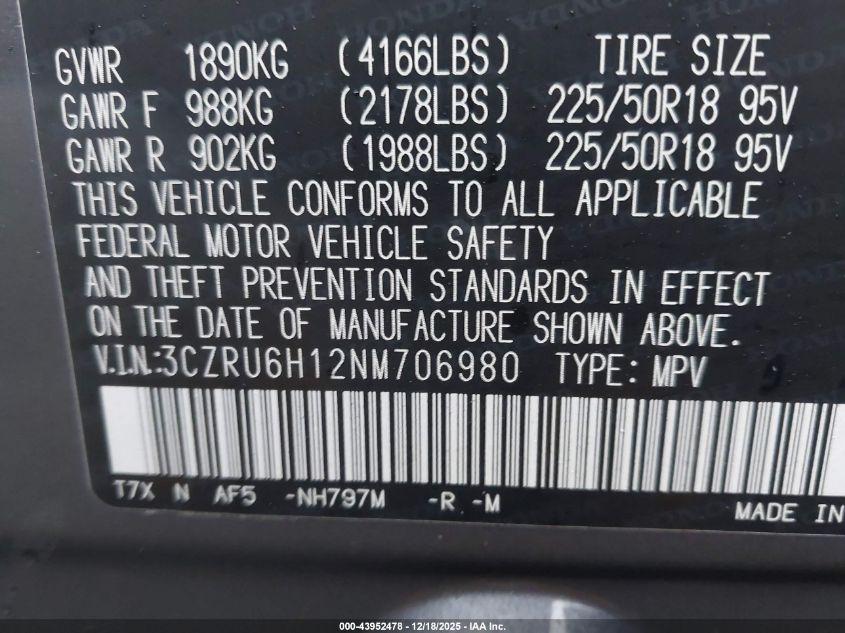 GVWR 1890KG (4166LBS) TIRE SIZE
GAWR F 988KG (2178LBS) 225/50R18 95V
GAWR R 902KG (1988LBS) 225/50R18 95V
THIS VEHICLE CONFORMS TO ALL APPLICABLE
FEDERAL MOTOR VEHICLE SAFETY
AND THEFT PREVENTION STANDARDS IN EFFECT
ON THE DATE OF MANUFACTURE SHOWN ABOVE.
V.I.N.:3CZRU6H12NM706980 TYPE: MPV
T7X N AF5 -NH797M -R -M
MADE IN
000-43952478 - 12/18/2025 - IAA Inc.